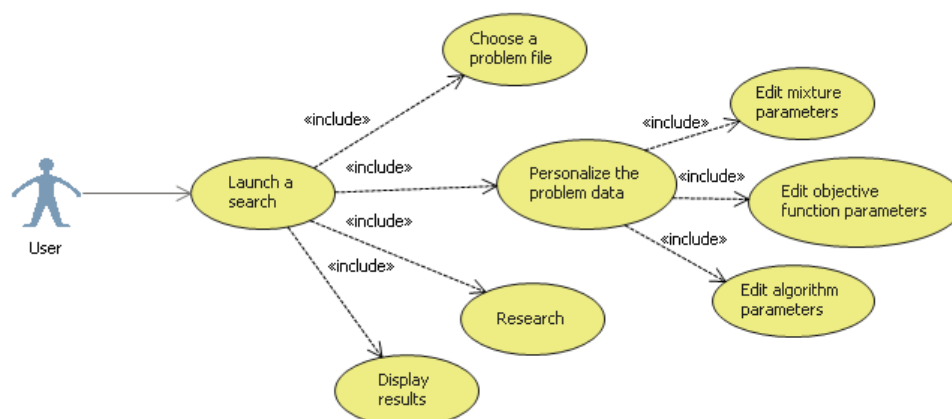 Choose a
problem file
Edit mixture
parameters
«include»
«include»
«include»
«include»
Launch a
search
Personalize the
problem data
Edit objective
function parameters
User
«include»
«include»
«include»
Edit algorithm
parameters
Research
Display
results